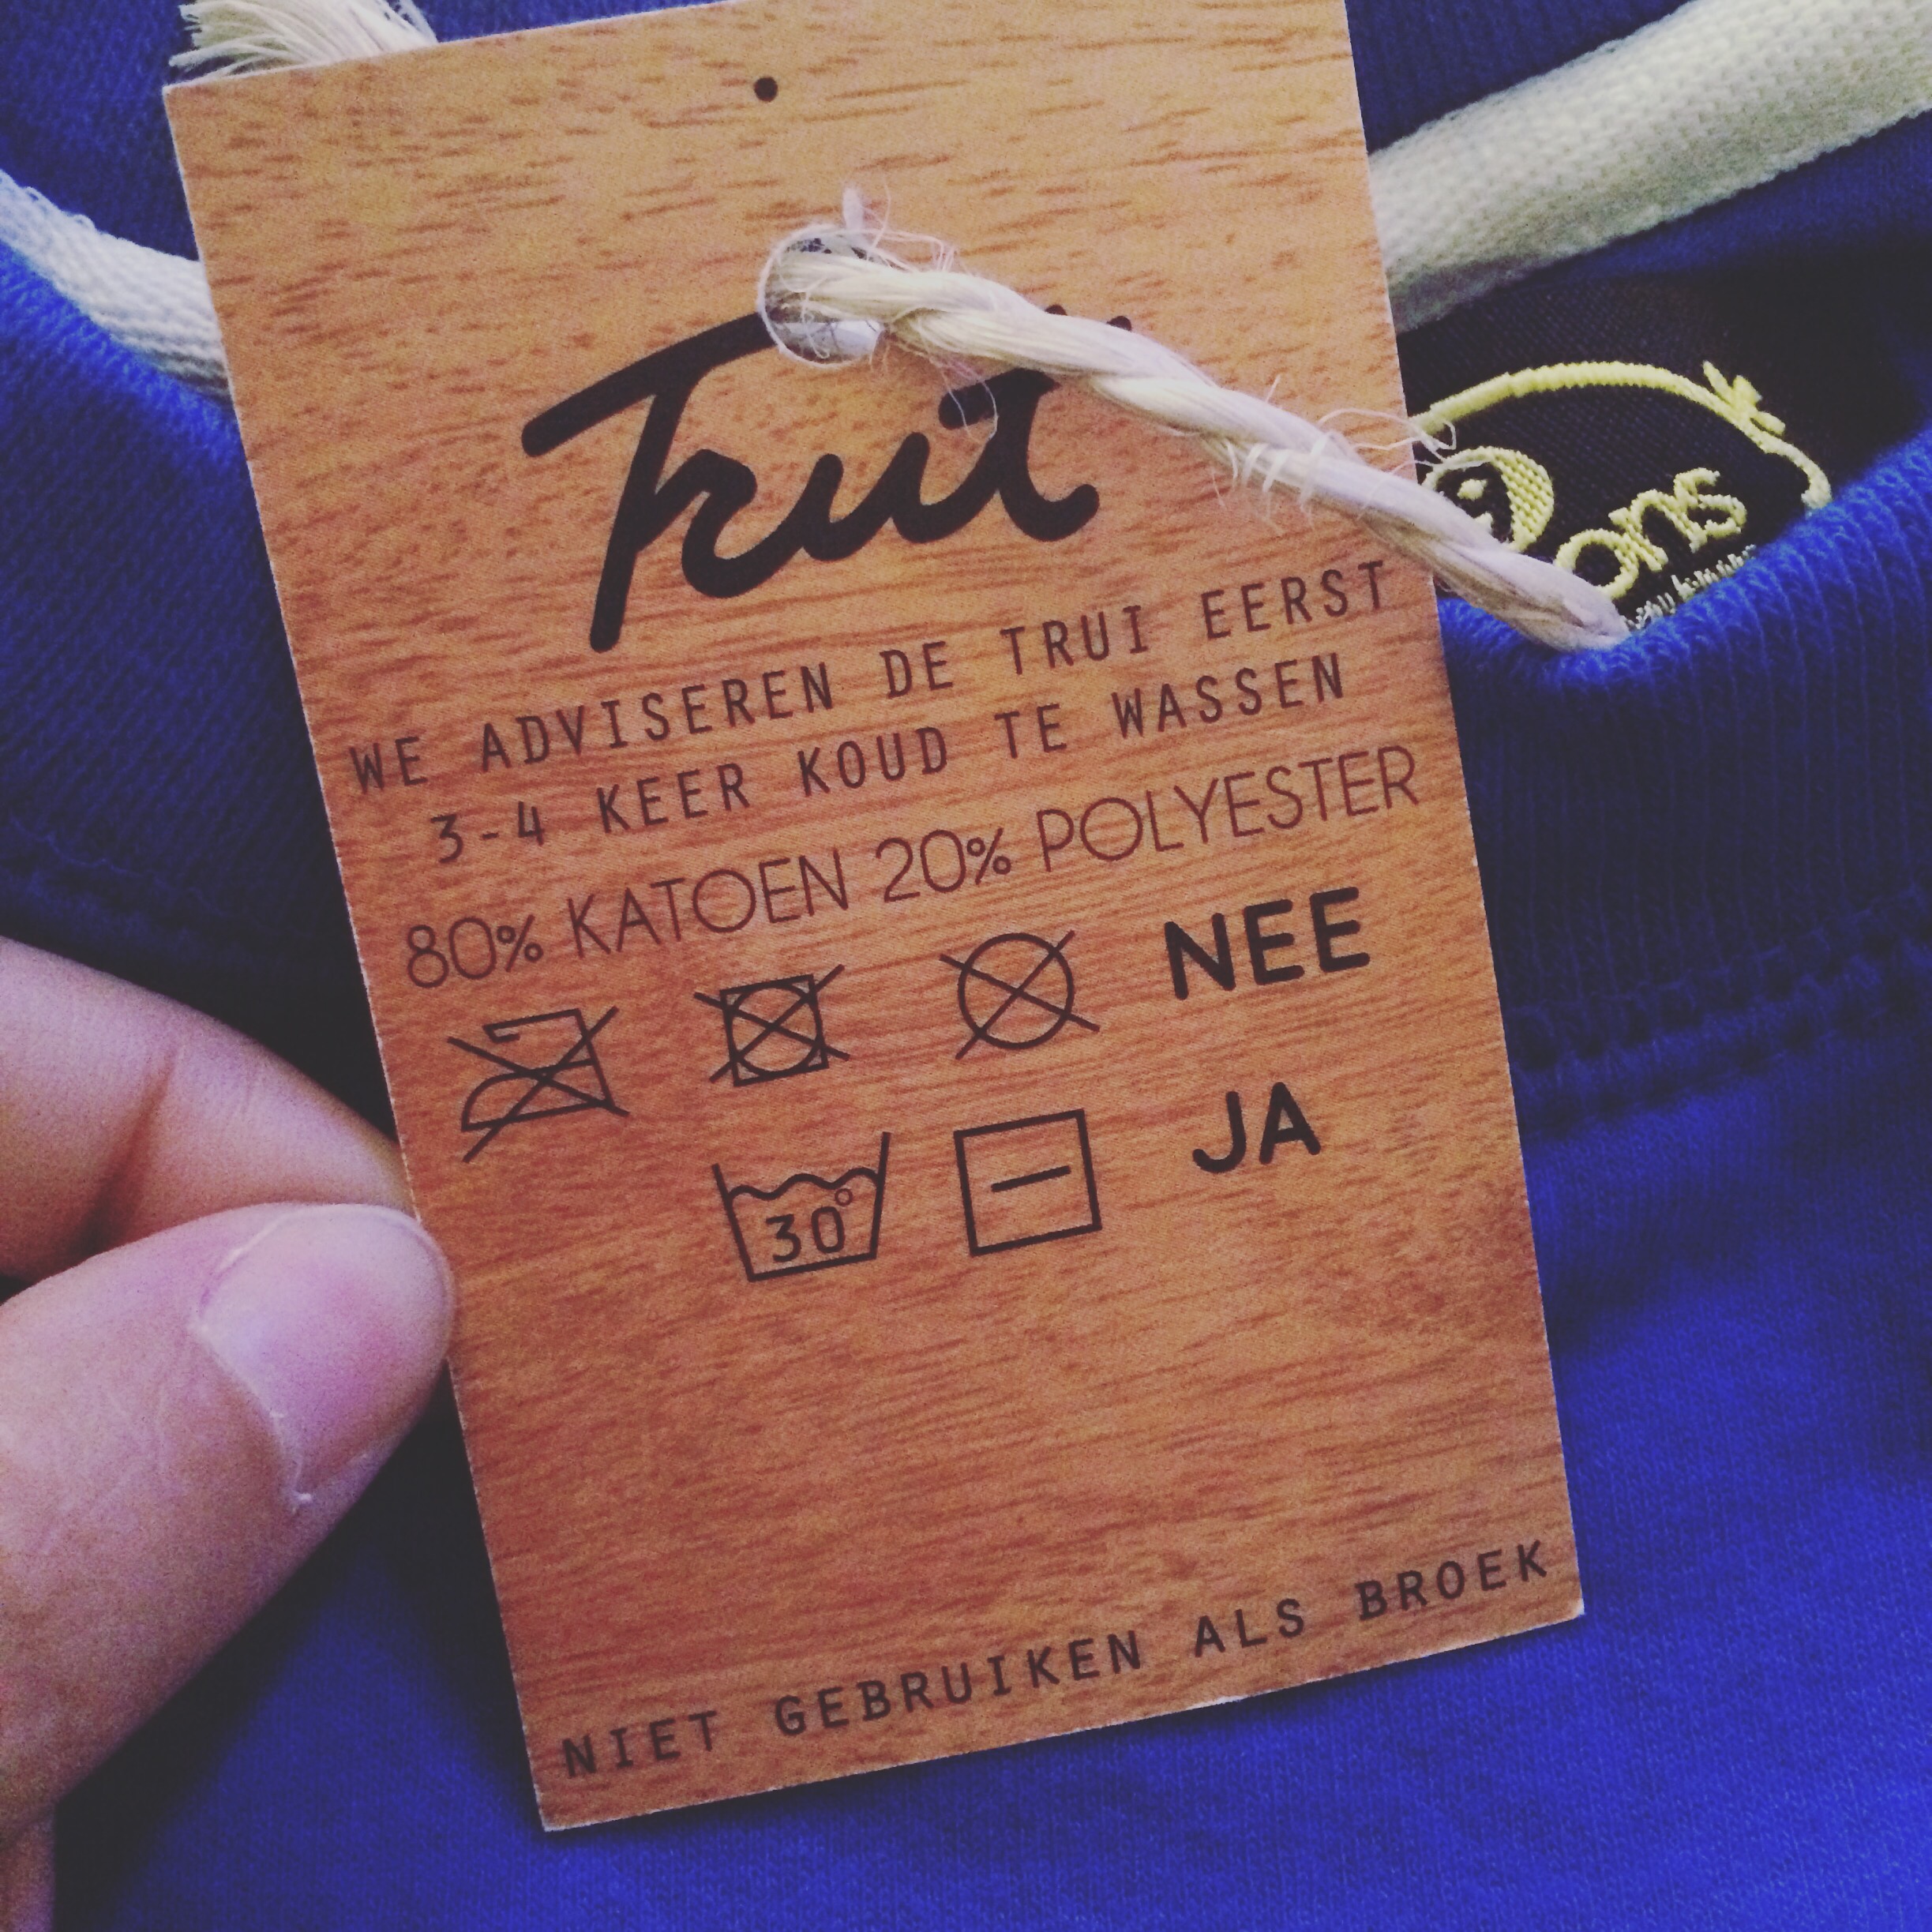 Trui
WE ADVISEREN DE TRUI EERST
3-4 KEER KOUD TE WASSEN
80% KATOEN 20% POLYESTER
NEE
30°
JA
NIET GEBRUIKEN ALS BROEK
ons